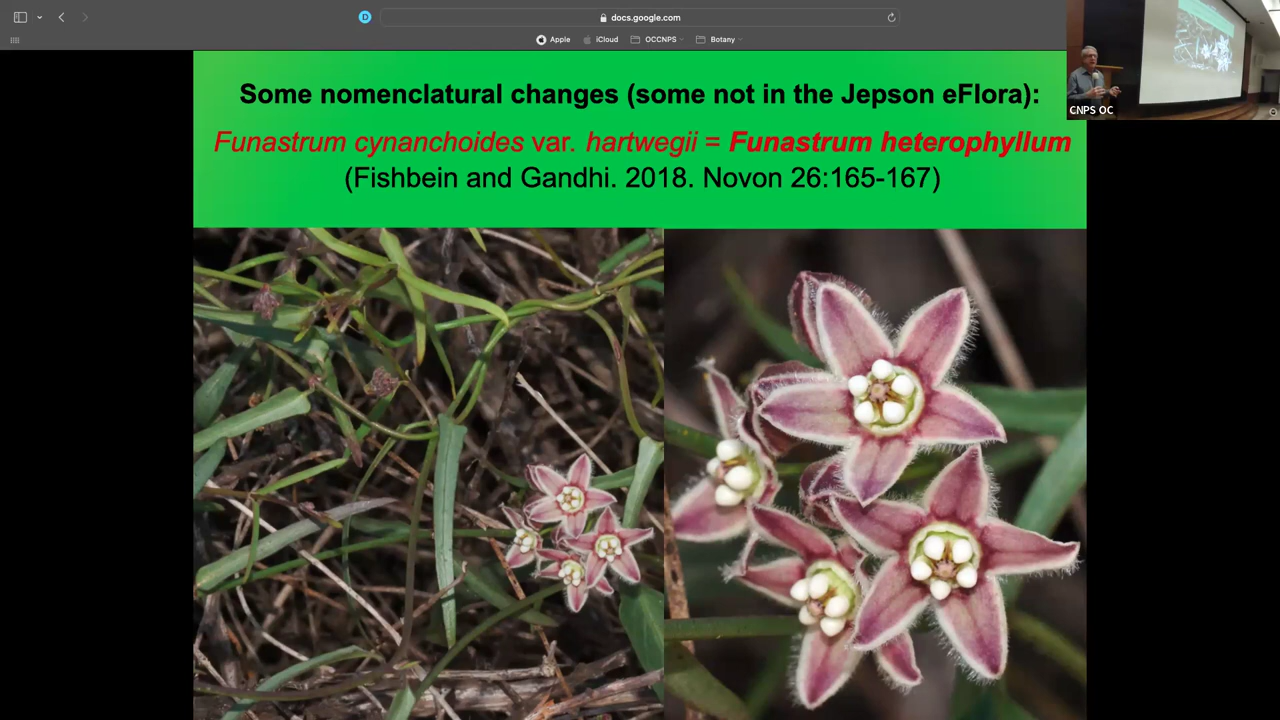 docs.google.com
Apple iCloud OCCNPS Botany
D
CNPS OC
Some nomenclatural changes (some not in the Jepson eFlora):
Funastrum cynanchoides var. hartwegii = Funastrum heterophyllum
(Fishbein and Gandhi. 2018. Novon 26:165-167)